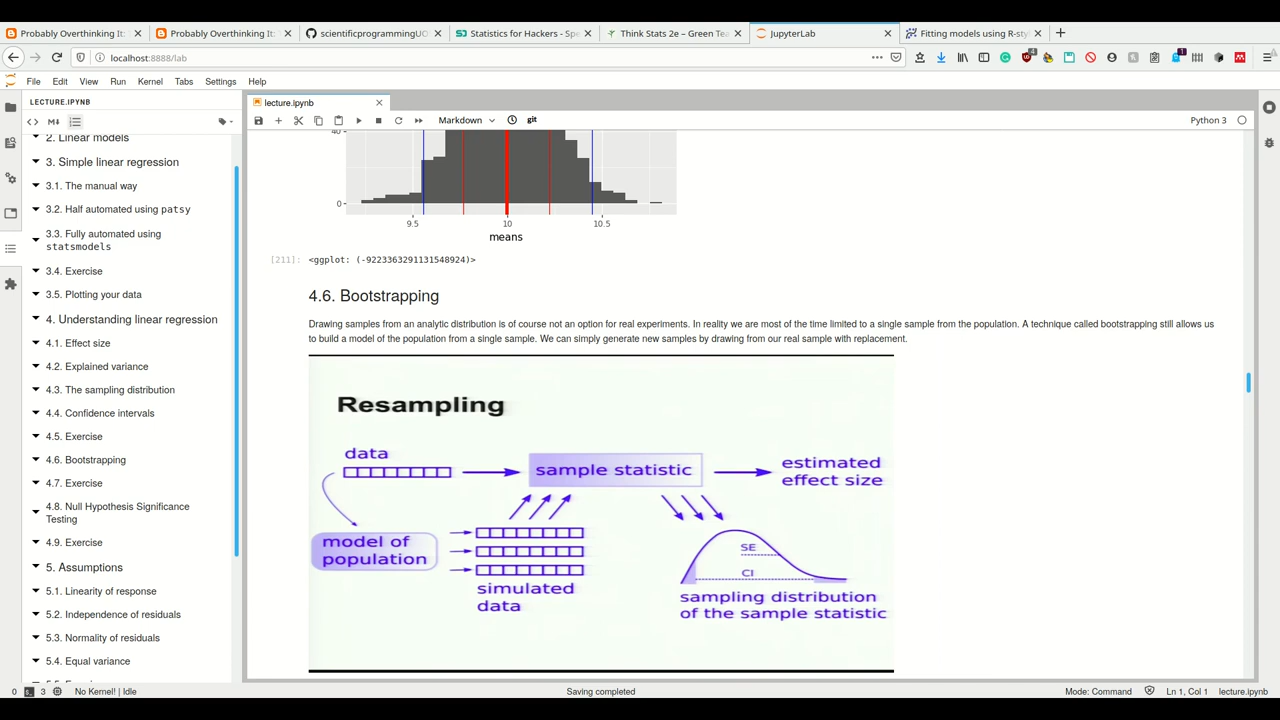 Probably Overthinking It:
Probably Overthinking It:
scientificprogrammingUO
Statistics for Hackers - Spe
Think Stats 2e – Green Tea
JupyterLab
Fitting models using R-sty
localhost:8888/lab
File Edit View Run Kernel Tabs Settings Help
LECTURE.IPYNB
lecture.ipynb
Markdown
git
Python 3
2. Linear models
3. Simple linear regression
3.1. The manual way
3.2. Half automated using patsy
3.3. Fully automated using
statsmodels
3.4. Exercise
3.5. Plotting your data
4. Understanding linear regression
4.1. Effect size
4.2. Explained variance
4.3. The sampling distribution
4.4. Confidence intervals
4.5. Exercise
4.6. Bootstrapping
4.7. Exercise
4.8. Null Hypothesis Significance
Testing
4.9. Exercise
5. Assumptions
5.1. Linearity of response
5.2. Independence of residuals
5.3. Normality of residuals
5.4. Equal variance
40
0
9.5 10 10.5
means
[211]: <ggplot: (-9223363291131548924)>
4.6. Bootstrapping
Drawing samples from an analytic distribution is of course not an option for real experiments. In reality we are most of the time limited to a single sample from the population. A technique called bootstrapping still allows us
to build a model of the population from a single sample. We can simply generate new samples by drawing from our real sample with replacement.
Resampling
data
sample statistic
estimated
effect size
model of
population
simulated
data
SE
CI
sampling distribution
of the sample statistic
0 3 No Kernel! | Idle
Saving completed
Mode: Command
Ln 1, Col 1
lecture.ipynb